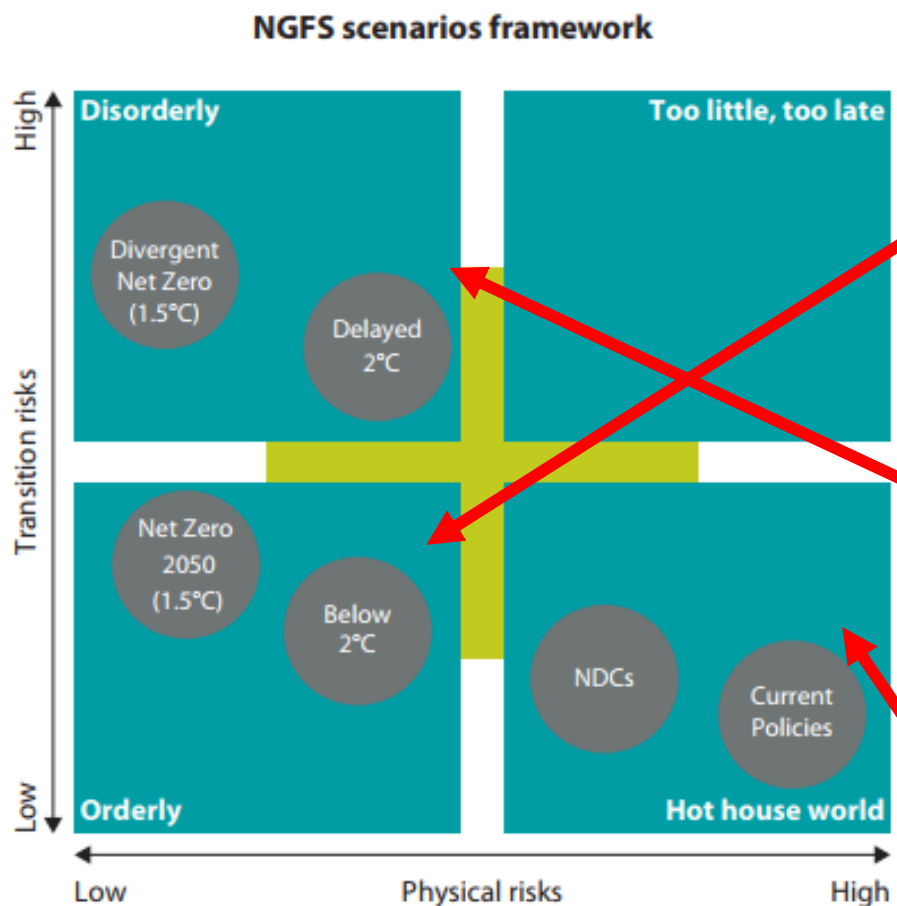 NGFS scenarios framework
High
Transition risks
Low
Disorderly
Too little, too late
Divergent
Net Zero
(1.5°C)
Delayed
2°C
Net Zero
2050
(1.5°C)
Below
2°C
NDCs
Current
Policies
Orderly
Hot house world
Low
Physical risks
High